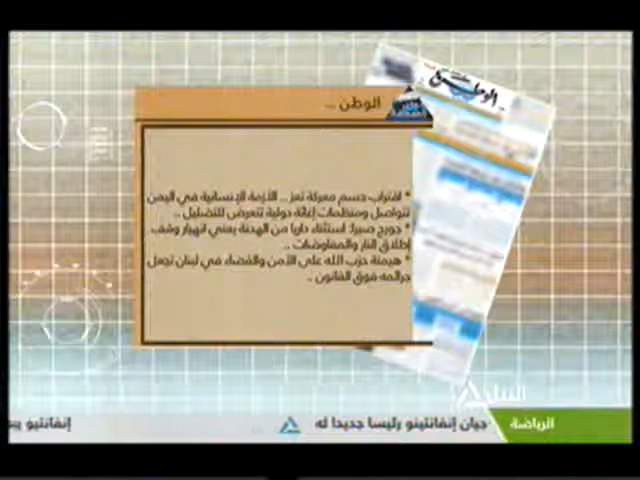 الوطن ..
الوطن
* اقتراب حسم معركة تعز .. الأزمة الإنسانية في اليمن
تتواصل ومنظمات إغاثة دولية تتعرض للتضليل ..
* جورج صبرا: استثناء داريا من الهدنة يعني انهيار وقف
إطلاق النار والمفاوضات ..
* هيمنة حزب الله على الأمن والقضاء في لبنان تجعل
جرائمه فوق القانون ..
الرياضة
جيان إنفانتينو رئيسا جديدا له